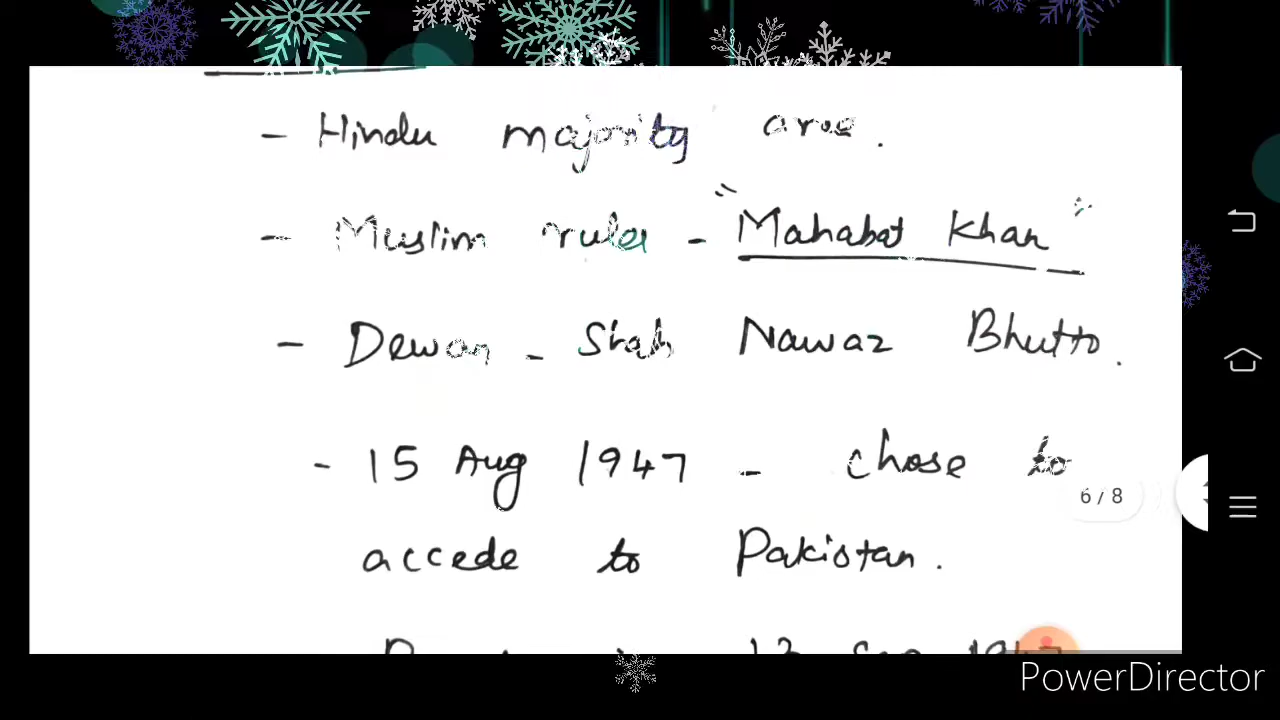 - Hindu majority area.
- Muslim ruler - "Mahabat Khan"
- Dewan - Shah Nawaz Bhutto.
- 15 Aug 1947 - chose to
6 / 8
accede to Pakistan.
PowerDirector